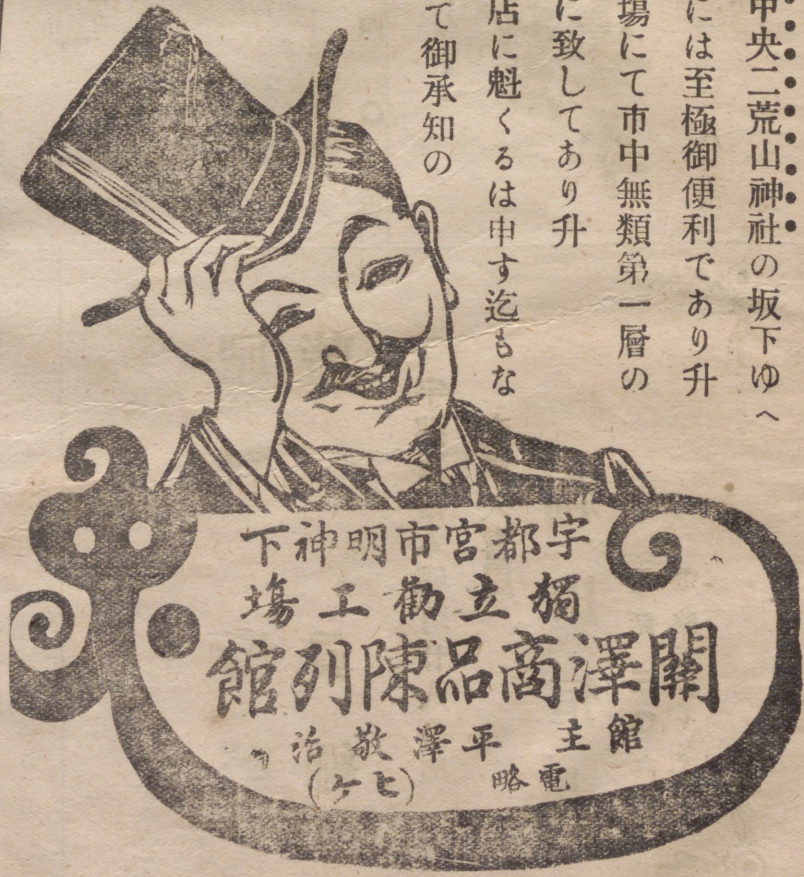 中央二荒山神社の坂下ゆへ
には至極御便利であり升
場にて市中無類第一層の
に致してあり升
店に魁くるは申す迄もな
て御承知の
宇都宮市明神下
獨立勸工塲
關澤商品陳列館
館主 平澤敬治
電略(ヒケ)